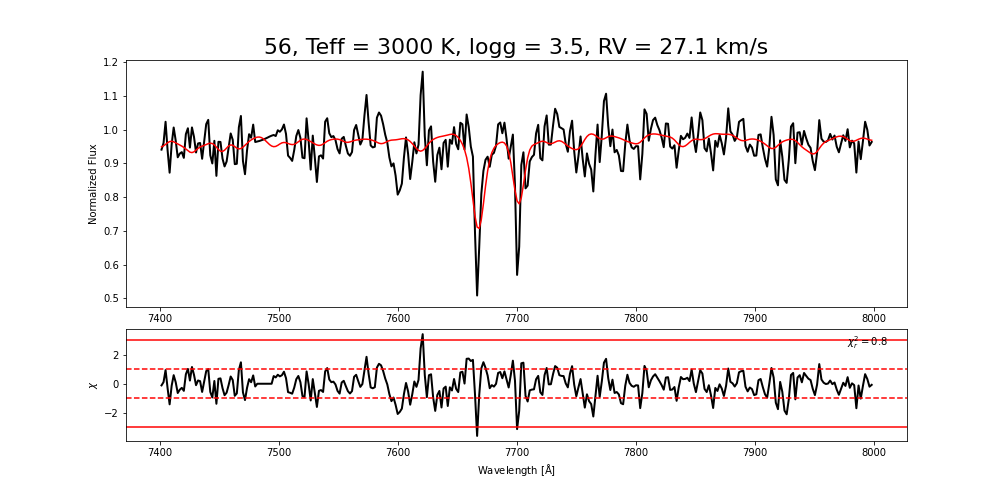 56, Teff = 3000 K, logg = 3.5, RV = 27.1 km/s
1.2
1.1
1.0
0.9
0.8
0.7
0.6
0.5
Normalized Flux
7400 7500 7600 7700 7800 7900 8000
χ²ᵣ = 0.8
2
0
−2
χ
7400 7500 7600 7700 7800 7900 8000
Wavelength [Å]